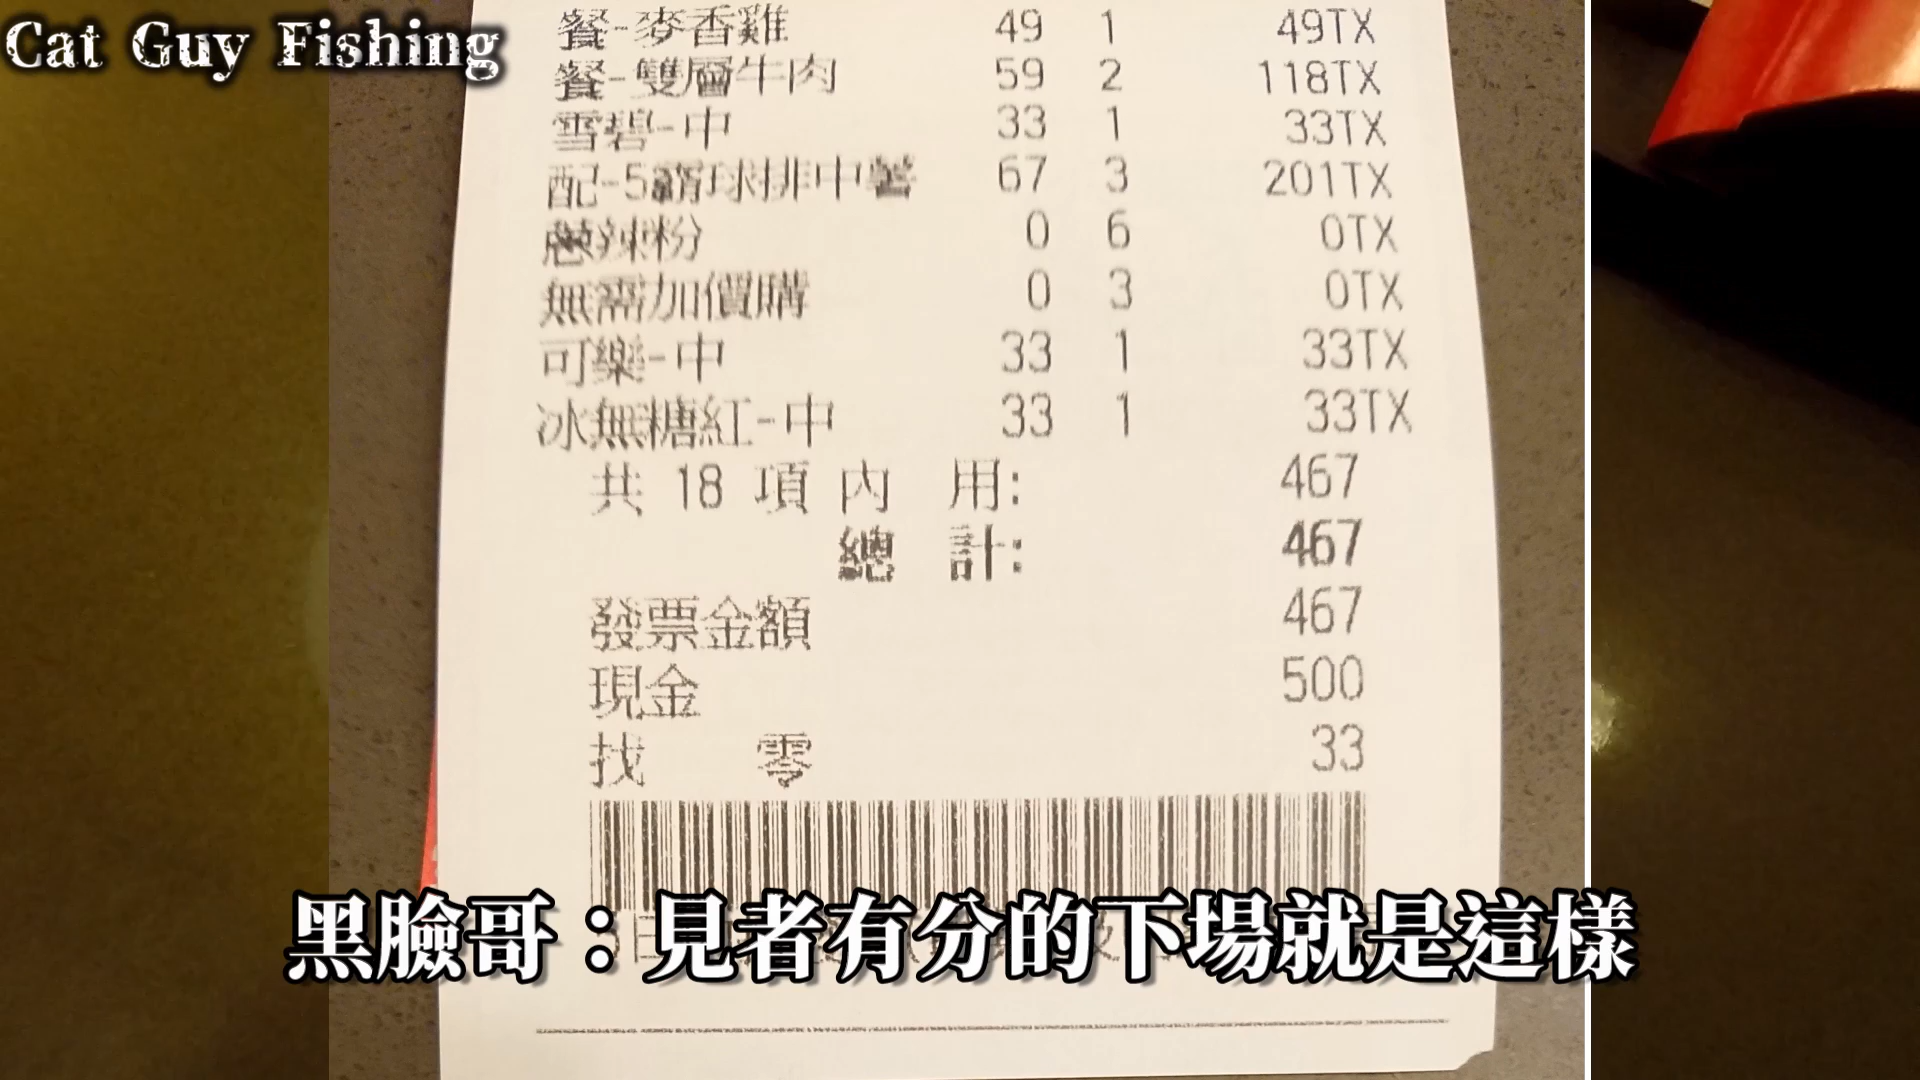 Cat Guy Fishing
餐-麥香雞 49 1 49TX
餐-雙層牛肉 59 2 118TX
雪碧-中 33 1 33TX
配-5霸球排中薯 67 3 201TX
蔥辣粉 0 6 0TX
無需加價購 0 3 0TX
可樂-中 33 1 33TX
冰無糖紅-中 33 1 33TX
共 18 項 內 用: 467
總 計: 467
發票金額 467
現金 500
找 零 33
黑臉哥：見者有分的下場就是這樣